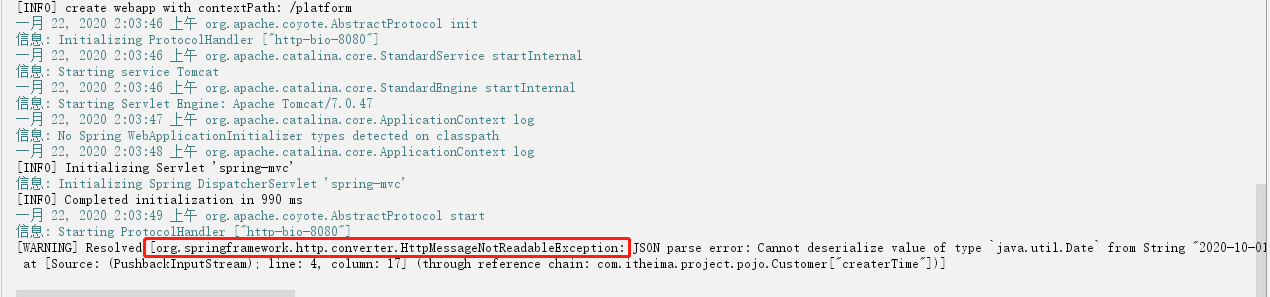 [INFO] create webapp with contextPath: /platform
一月 22, 2020 2:03:46 上午 org.apache.coyote.AbstractProtocol init
信息: Initializing ProtocolHandler ["http-bio-8080"]
一月 22, 2020 2:03:46 上午 org.apache.catalina.core.StandardService startInternal
信息: Starting service Tomcat
一月 22, 2020 2:03:46 上午 org.apache.catalina.core.StandardEngine startInternal
信息: Starting Servlet Engine: Apache Tomcat/7.0.47
一月 22, 2020 2:03:47 上午 org.apache.catalina.core.ApplicationContext log
信息: No Spring WebApplicationInitializer types detected on classpath
一月 22, 2020 2:03:48 上午 org.apache.catalina.core.ApplicationContext log
[INFO] Initializing Servlet 'spring-mvc'
信息: Initializing Spring DispatcherServlet 'spring-mvc'
[INFO] Completed initialization in 990 ms
一月 22, 2020 2:03:49 上午 org.apache.coyote.AbstractProtocol start
信息: Starting ProtocolHandler ["http-bio-8080"]
[WARNING] Resolved [org.springframework.http.converter.HttpMessageNotReadableException: JSON parse error: Cannot deserialize value of type `java.util.Date` from String "2020-10-01
at [Source: (PushbackInputStream); line: 4, column: 17] (through reference chain: com.itheima.project.pojo.Customer["createrTime"])]